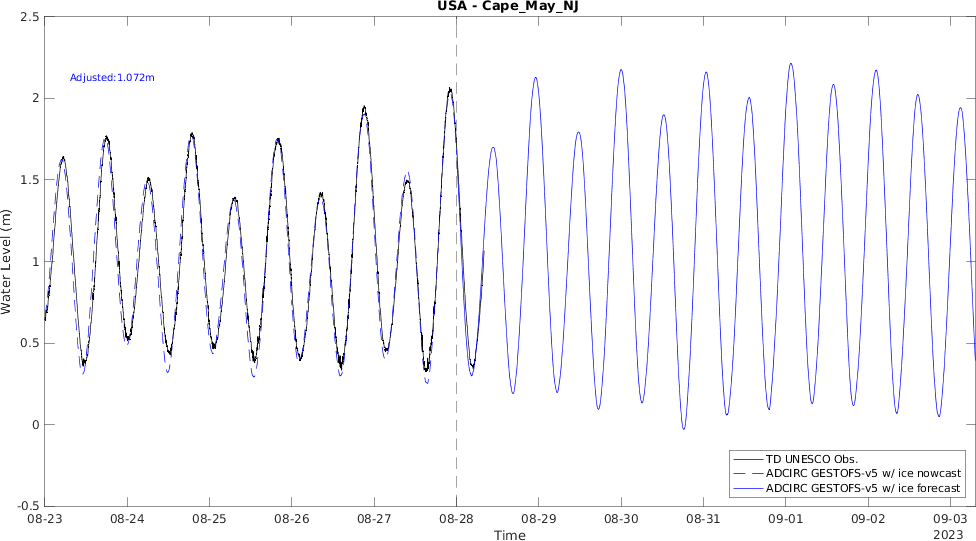 USA - Cape_May_NJ
Adjusted:1.072m
Water Level (m)
2.5
2
1.5
1
0.5
0
-0.5
08-23 08-24 08-25 08-26 08-27 08-28 08-29 08-30 08-31 09-01 09-02 09-03
2023
Time
TD UNESCO Obs.
ADCIRC GESTOFS-v5 w/ ice nowcast
ADCIRC GESTOFS-v5 w/ ice forecast